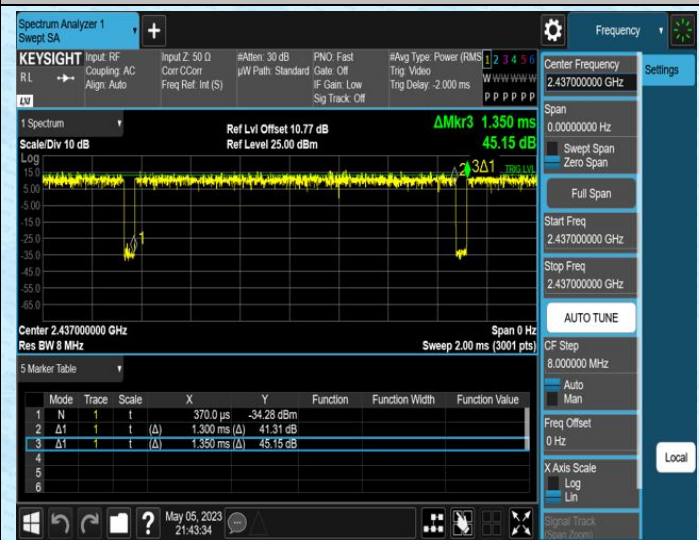 Spectrum Analyzer 1
Swept SA
+
Frequency
KEYSIGHT
RL
LXI
Input: RF
Coupling: AC
Align: Auto
Input Z: 50 Ω
Corr CCorr
Freq Ref: Int (S)
#Atten: 30 dB
µW Path: Standard
PNO: Fast
Gate: Off
IF Gain: Low
Sig Track: Off
#Avg Type: Power (RMS
Trig: Video
Trig Delay: -2.000 ms
1 2 3 4 5 6
W W W W W W
P P P P P P
1 Spectrum
Scale/Div 10 dB
Ref Lvl Offset 10.77 dB
Ref Level 25.00 dBm
ΔMkr3 1.350 ms
45.15 dB
Log
15.0
5.00
-5.00
-15.0
-25.0
-35.0
-45.0
-55.0
-65.0
1
2
3Δ1
TRIG LVL
Center 2.437000000 GHz
Res BW 8 MHz
Span 0 Hz
Sweep 2.00 ms (3001 pts)
5 Marker Table
Mode Trace Scale X Y Function Function Width Function Value
1 N 1 t 370.0 µs -34.28 dBm
2 Δ1 1 t (Δ) 1.300 ms (Δ) 41.31 dB
3 Δ1 1 t (Δ) 1.350 ms (Δ) 45.15 dB
4
5
6
?
May 05, 2023
21:43:34
Center Frequency
2.437000000 GHz
Settings
Span
0.00000000 Hz
Swept Span
Zero Span
Full Span
Start Freq
2.437000000 GHz
Stop Freq
2.437000000 GHz
AUTO TUNE
CF Step
8.000000 MHz
Auto
Man
Freq Offset
0 Hz
Local
X Axis Scale
Log
Lin
Signal Track
(Span Zoom)